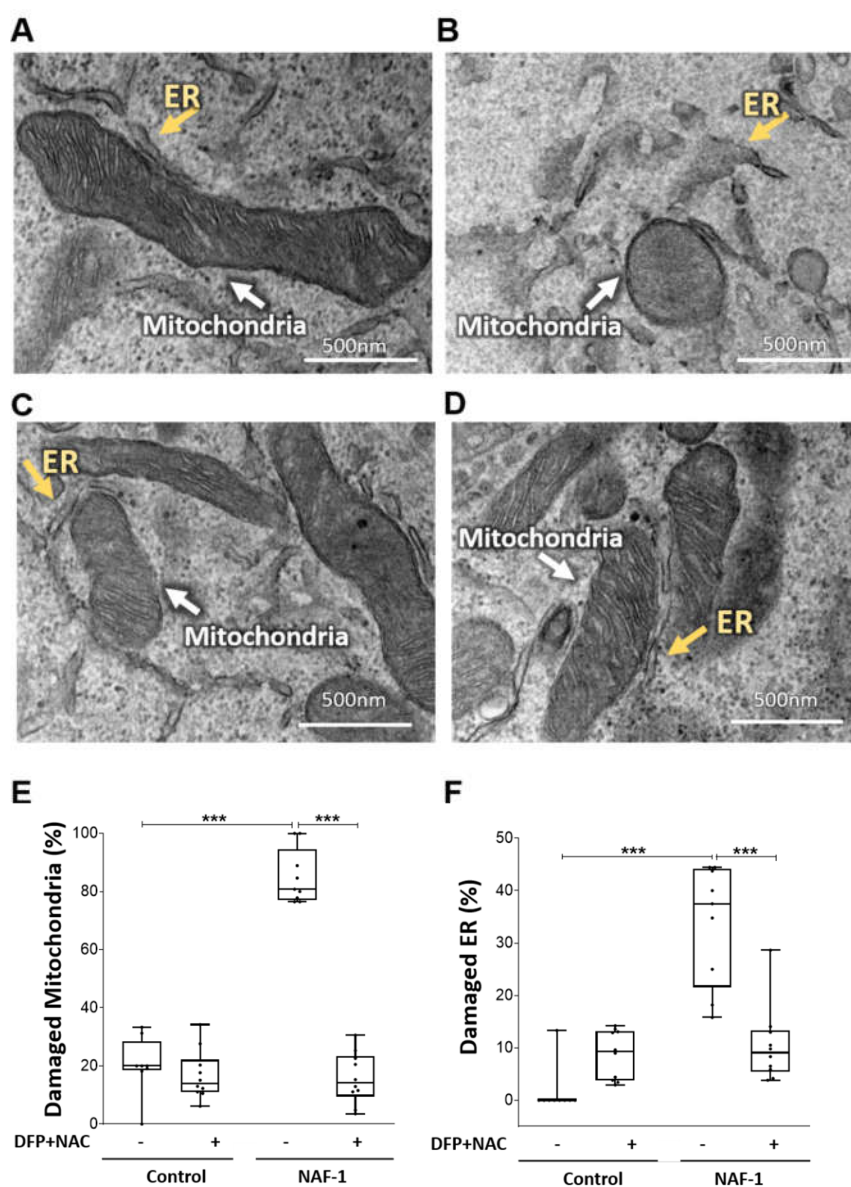 A
B
ER
Mitochondria
500nm
ER
Mitochondria
500nm
C
D
ER
Mitochondria
500nm
Mitochondria
ER
500nm
E
Damaged Mitochondria (%)
100
80
60
40
20
0
***
***
DFP+NAC - + - +
Control NAF-1
F
Damaged ER (%)
50
40
30
20
10
0
***
***
DFP+NAC - + - +
Control NAF-1